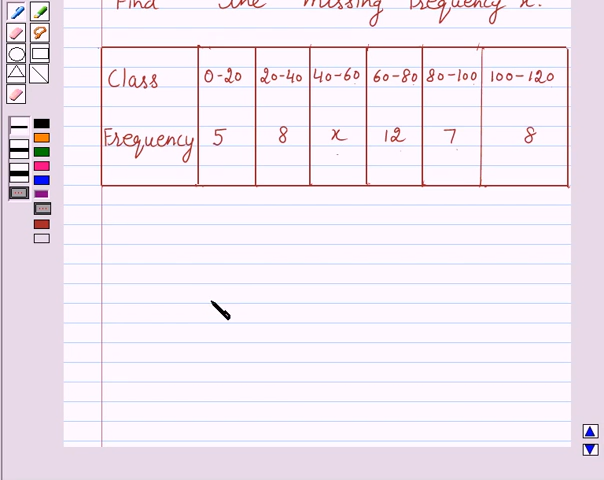 Find the missing frequency x.
Class 0-20 20-40 40-60 60-80 80-100 100-120
Frequency 5 8 x 12 7 8